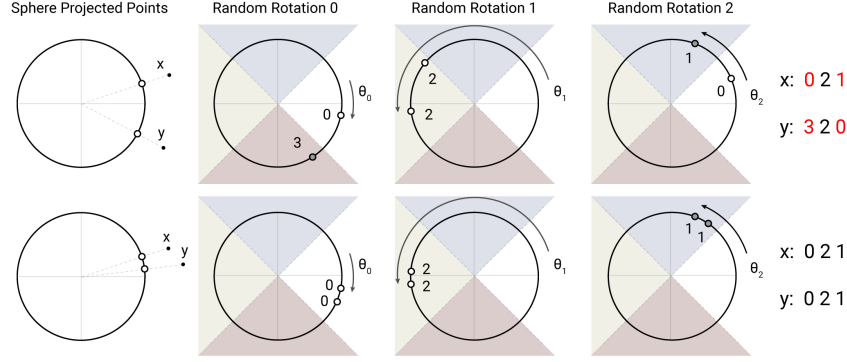 Sphere Projected Points
Random Rotation 0
Random Rotation 1
Random Rotation 2
x
y
0
3
θ0
2
2
θ1
1
0
θ2
x: 0 2 1
y: 3 2 0
x
y
0
0
θ0
2
2
θ1
1
1
θ2
x: 0 2 1
y: 0 2 1